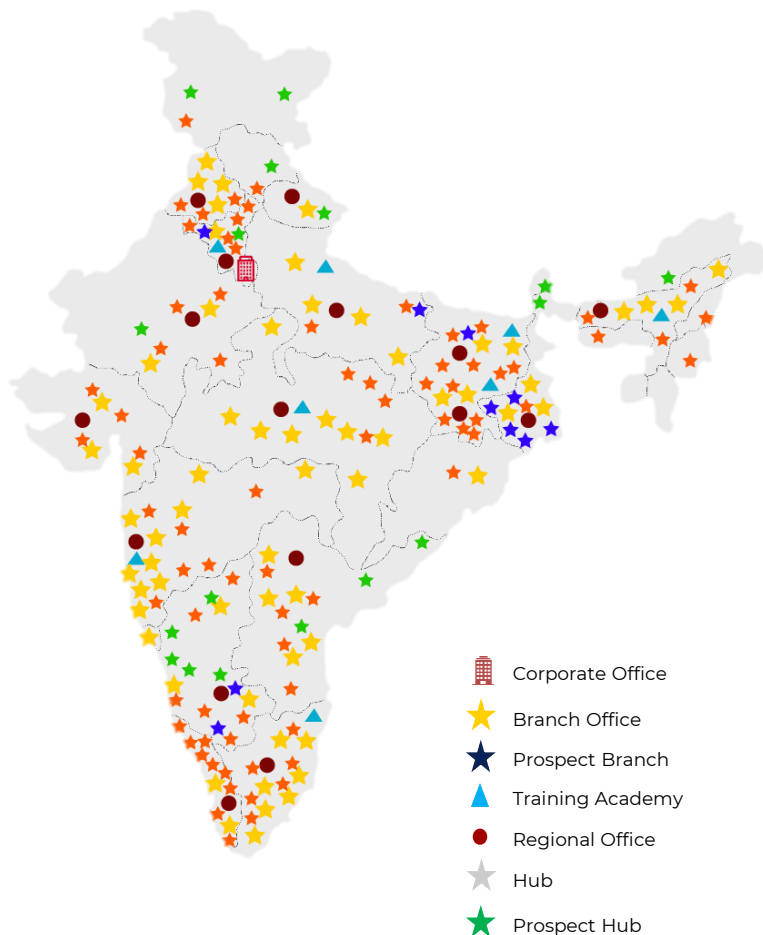 Corporate Office
Branch Office
Prospect Branch
Training Academy
Regional Office
Hub
Prospect Hub